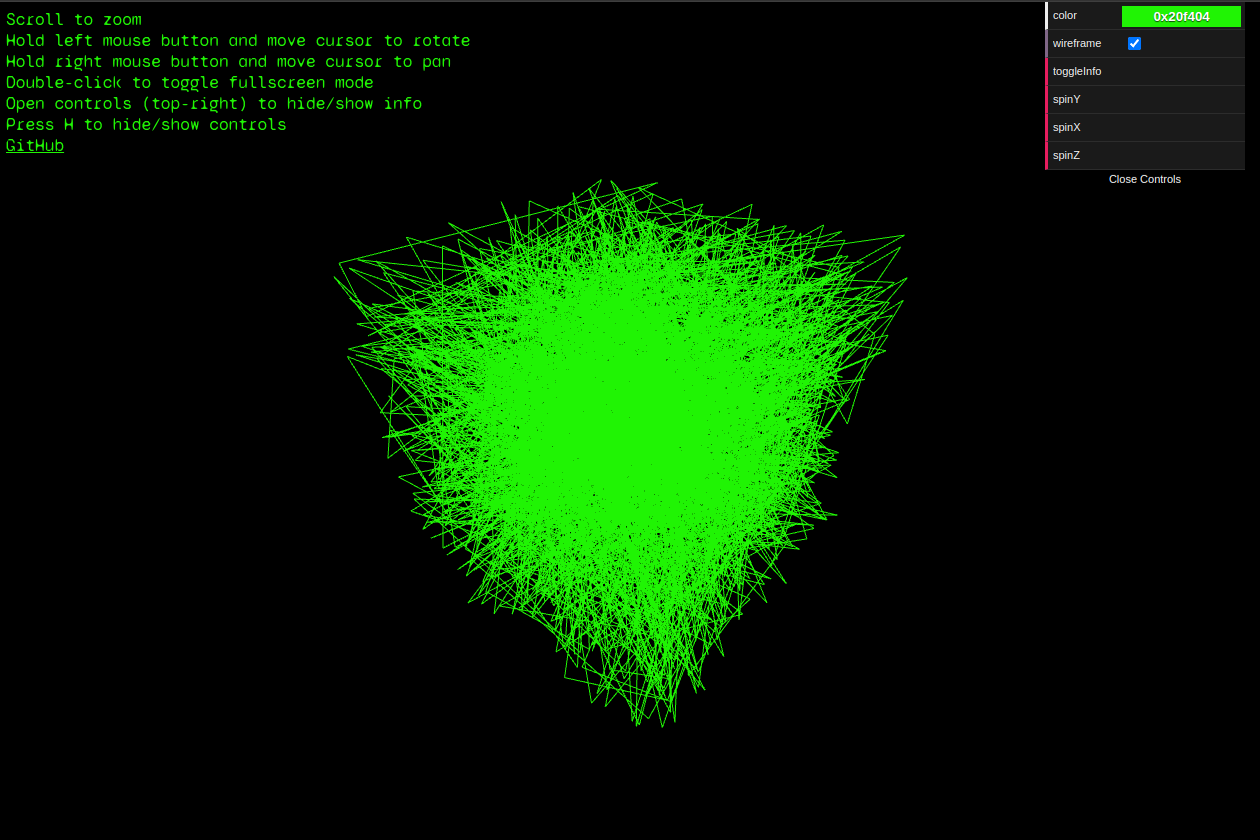 Scroll to zoom
Hold left mouse button and move cursor to rotate
Hold right mouse button and move cursor to pan
Double-click to toggle fullscreen mode
Open controls (top-right) to hide/show info
Press H to hide/show controls
GitHub
color 0x20f404
wireframe
toggleInfo
spinY
spinX
spinZ
Close Controls